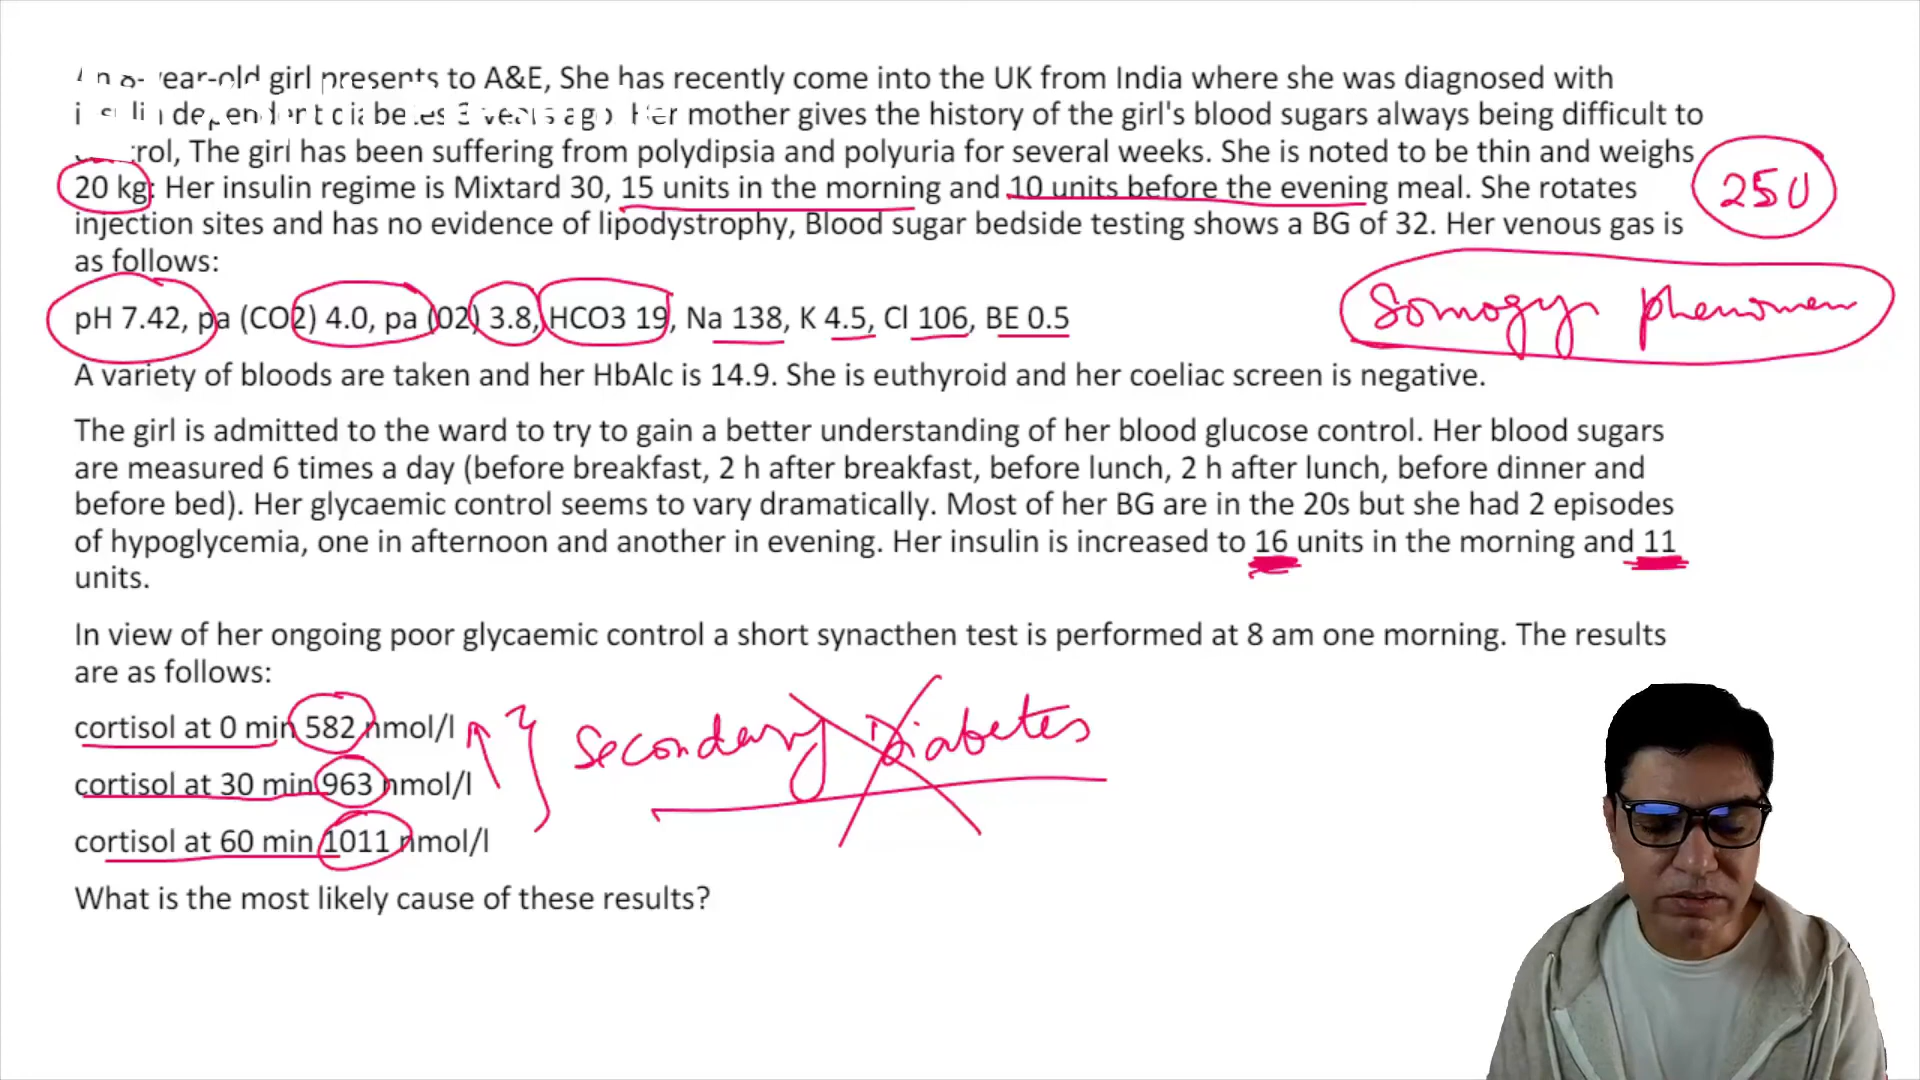 year-old girl presents to A&E, She has recently come into the UK from India where she was diagnosed with
dependent diabetes 3 years ago. Her mother gives the history of the girl's blood sugars always being difficult to
The girl has been suffering from polydipsia and polyuria for several weeks. She is noted to be thin and weighs
20 kg. Her insulin regime is Mixtard 30, 15 units in the morning and 10 units before the evening meal. She rotates
injection sites and has no evidence of lipodystrophy, Blood sugar bedside testing shows a BG of 32. Her venous gas is
as follows:
pH 7.42, pa (CO2) 4.0, pa (02) 3.8, HCO3 19, Na 138, K 4.5, Cl 106, BE 0.5
Somogyi phenomen
A variety of bloods are taken and her HbAlc is 14.9. She is euthyroid and her coeliac screen is negative.
The girl is admitted to the ward to try to gain a better understanding of her blood glucose control. Her blood sugars
are measured 6 times a day (before breakfast, 2 h after breakfast, before lunch, 2 h after lunch, before dinner and
before bed). Her glycaemic control seems to vary dramatically. Most of her BG are in the 20s but she had 2 episodes
of hypoglycemia, one in afternoon and another in evening. Her insulin is increased to 16 units in the morning and 11
units.
In view of her ongoing poor glycaemic control a short synacthen test is performed at 8 am one morning. The results
are as follows:
cortisol at 0 min 582 nmol/l
Secondary Diabetes
cortisol at 30 min 963 nmol/l
cortisol at 60 min 1011 nmol/l
What is the most likely cause of these results?